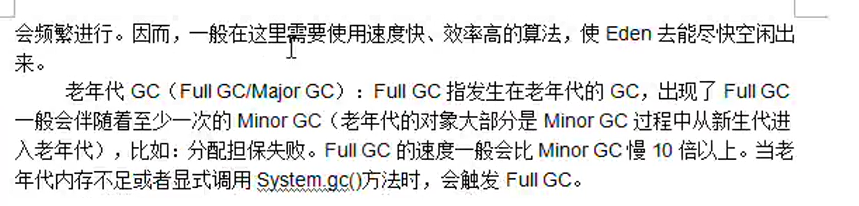 会频繁进行。因而，一般在这里需要使用速度快、效率高的算法，使 Eden 去能尽快空闲出
来。
老年代 GC（Full GC/Major GC）：Full GC 指发生在老年代的 GC，出现了 Full GC
一般会伴随着至少一次的 Minor GC（老年代的对象大部分是 Minor GC 过程中从新生代进
入老年代），比如：分配担保失败。Full GC 的速度一般会比 Minor GC 慢 10 倍以上。当老
年代内存不足或者显式调用 System.gc()方法时，会触发 Full GC。